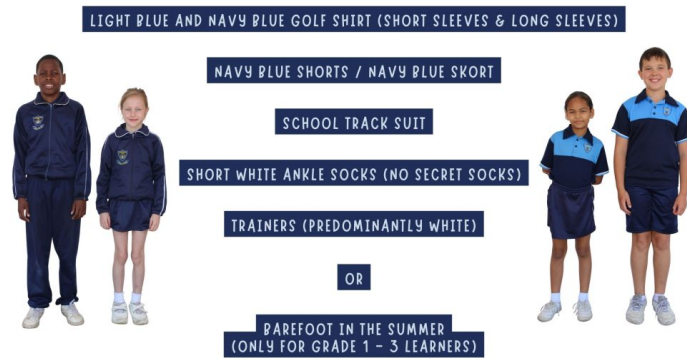 LIGHT BLUE AND NAVY BLUE GOLF SHIRT (SHORT SLEEVES & LONG SLEEVES)
NAVY BLUE SHORTS / NAVY BLUE SKORT
SCHOOL TRACK SUIT
SHORT WHITE ANKLE SOCKS (NO SECRET SOCKS)
TRAINERS (PREDOMINANTLY WHITE)
OR
BAREFOOT IN THE SUMMER
(ONLY FOR GRADE 1 - 3 LEARNERS)